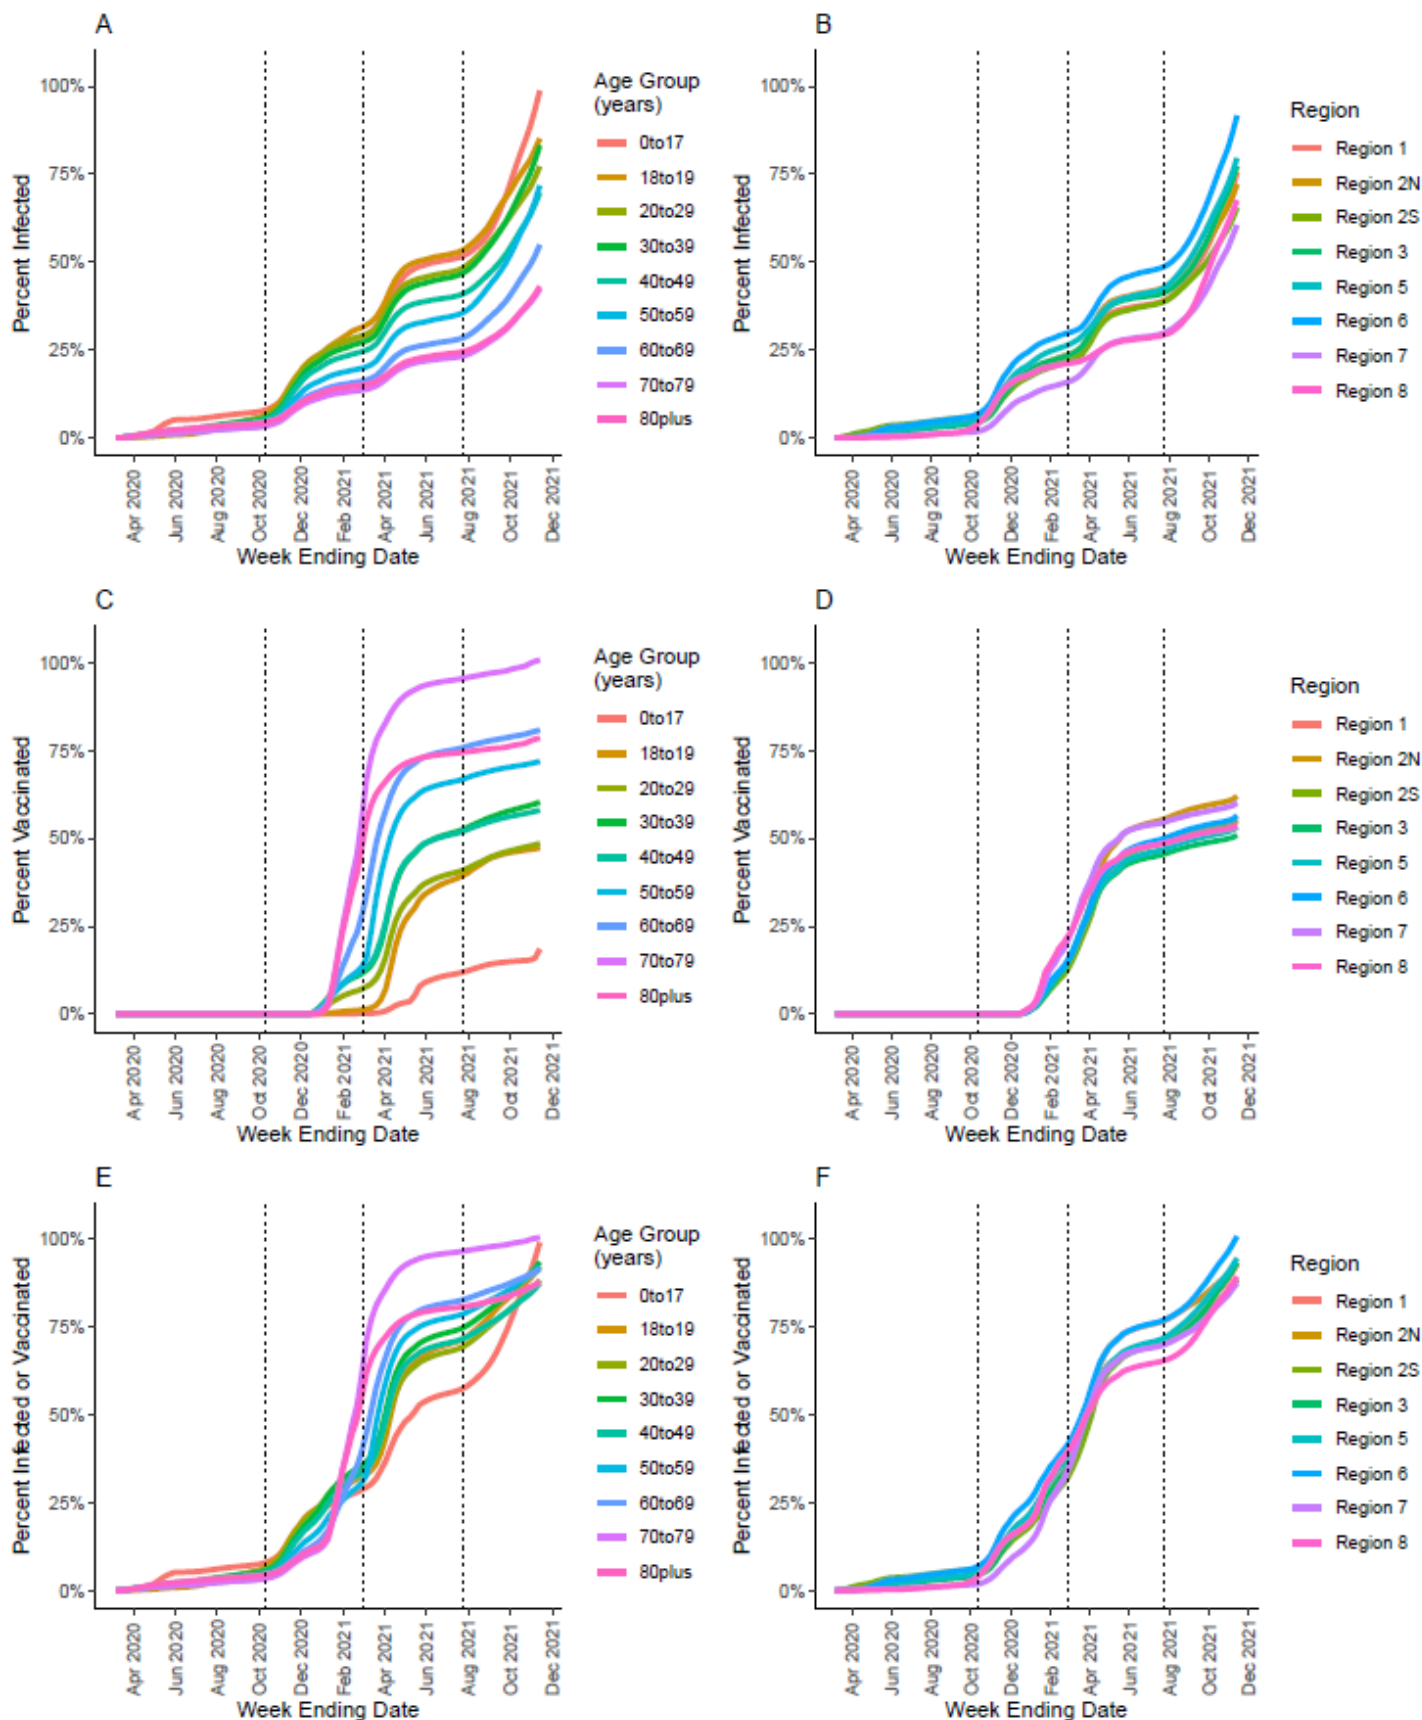 A
Percent Infected
100%
75%
50%
25%
0%
Apr 2020
Jun 2020
Aug 2020
Oct 2020
Dec 2020
Feb 2021
Apr 2021
Jun 2021
Aug 2021
Oct 2021
Dec 2021
Week Ending Date
Age Group
(years)
0to17
18to19
20to29
30to39
40to49
50to59
60to69
70to79
80plus
B
Percent Infected
100%
75%
50%
25%
0%
Apr 2020
Jun 2020
Aug 2020
Oct 2020
Dec 2020
Feb 2021
Apr 2021
Jun 2021
Aug 2021
Oct 2021
Dec 2021
Week Ending Date
Region
Region 1
Region 2N
Region 2S
Region 3
Region 5
Region 6
Region 7
Region 8
C
Percent Vaccinated
100%
75%
50%
25%
0%
Apr 2020
Jun 2020
Aug 2020
Oct 2020
Dec 2020
Feb 2021
Apr 2021
Jun 2021
Aug 2021
Oct 2021
Dec 2021
Week Ending Date
Age Group
(years)
0to17
18to19
20to29
30to39
40to49
50to59
60to69
70to79
80plus
D
Percent Vaccinated
100%
75%
50%
25%
0%
Apr 2020
Jun 2020
Aug 2020
Oct 2020
Dec 2020
Feb 2021
Apr 2021
Jun 2021
Aug 2021
Oct 2021
Dec 2021
Week Ending Date
Region
Region 1
Region 2N
Region 2S
Region 3
Region 5
Region 6
Region 7
Region 8
E
Percent Infected or Vaccinated
100%
75%
50%
25%
0%
Apr 2020
Jun 2020
Aug 2020
Oct 2020
Dec 2020
Feb 2021
Apr 2021
Jun 2021
Aug 2021
Oct 2021
Dec 2021
Week Ending Date
Age Group
(years)
0to17
18to19
20to29
30to39
40to49
50to59
60to69
70to79
80plus
F
Percent Infected or Vaccinated
100%
75%
50%
25%
0%
Apr 2020
Jun 2020
Aug 2020
Oct 2020
Dec 2020
Feb 2021
Apr 2021
Jun 2021
Aug 2021
Oct 2021
Dec 2021
Week Ending Date
Region
Region 1
Region 2N
Region 2S
Region 3
Region 5
Region 6
Region 7
Region 8